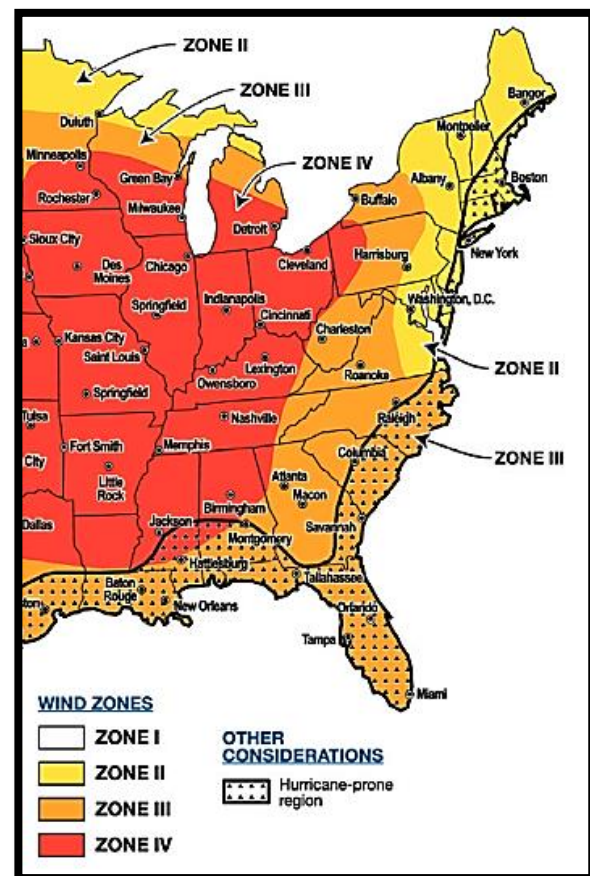 ZONE II
ZONE III
Bangor
Duluth
Montpelier
Minneapolis
ZONE IV
Green Bay
Albany
Boston
Rochester
Buffalo
Milwaukee
Detroit
Sioux City
New York
Harrisburg
Des
Moines
Chicago
Cleveland
Washington, D.C.
Springfield
Indianapolis
Cincinnati
Charleston
Kansas City
Saint Louis
Lexington
ZONE II
Owensboro
Roanoke
Springfield
Nashville
Raleigh
Tulsa
Fort Smith
Memphis
Columbia
ZONE III
City
Little
Rock
Atlanta
Birmingham
Macon
Dallas
Jackson
Savannah
Montgomery
Hattiesburg
Tallahassee
Baton
Rouge
New Orleans
Orlando
ston
Tampa
Miami
WIND ZONES
ZONE I
ZONE II
ZONE III
ZONE IV
OTHER
CONSIDERATIONS
Hurricane-prone
region